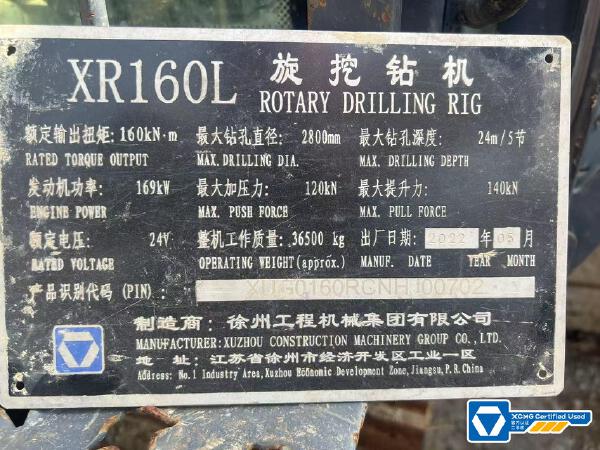 XR160L 旋挖钻机
ROTARY DRILLING RIG
额定输出扭矩: 160kN·m 最大钻孔直径: 2800mm 最大钻孔深度: 24m/5节
RATED TORQUE OUTPUT MAX. DRILLING DIA. MAX. DRILLING DEPTH
发动机功率: 169kW 最大加压力: 120kN 最大提升力: 140kN
ENGINE POWER MAX. PUSH FORCE MAX. PULL FORCE
额定电压: 24V 整机工作质量: 36500 kg 出厂日期: 2022 年 05 月
RATED VOLTAGE OPERATING WEIGHT(approx.) MANUF. DATE YEAR MONTH
产品识别代码 (PIN): XUG0160RCNHJ00702
制造商: 徐州工程机械集团有限公司
MANUFACTURER: XUZHOU CONSTRUCTION MACHINERY GROUP CO., LTD.
地 址: 江苏省徐州市经济开发区工业一区
Address: No.1 Industry Area, Xuzhou Economic Development Zone, Jiangsu, P.R.China
XCMG Certified Used
官方认证
二手车